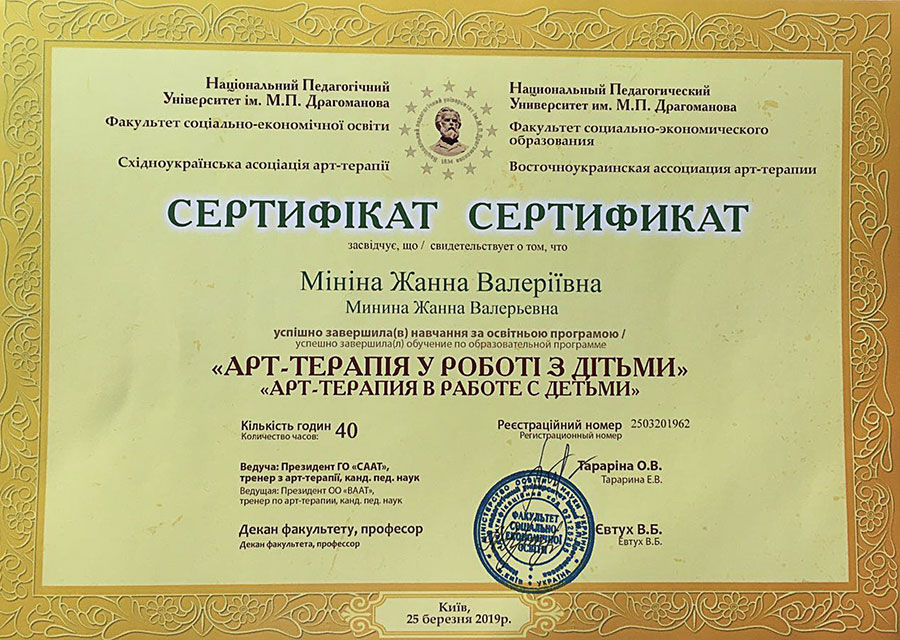 Національний Педагогічний
Університет ім. М.П. Драгоманова
Факультет соціально-економічної освіти
Східноукраїнська асоціація арт-терапії
Национальный Педагогический
Университет им. М.П. Драгоманова
Факультет социально-экономического
образования
Восточноукраинская ассоциация арт-терапии
СЕРТИФІКАТ СЕРТИФИКАТ
засвідчує, що / свидетельствует о том, что
Мініна Жанна Валеріївна
Минина Жанна Валерьевна
успішно завершила(в) навчання за освітньою програмою /
успешно завершила(л) обучение по образовательной программе
«АРТ-ТЕРАПІЯ У РОБОТІ З ДІТЬМИ»
«АРТ-ТЕРАПИЯ В РАБОТЕ С ДЕТЬМИ»
Кількість годин 40
Количество часов:
Реєстраційний номер 2503201962
Регистрационный номер
Ведуча: Президент ГО «СААТ»,
тренер з арт-терапії, канд. пед. наук
Ведущая: Президент ОО «ВААТ»,
тренер по арт-терапии, канд. пед. наук
Тараріна О.В.
Тарарина Е.В.
Декан факультету, професор
Декан факультета, профессор
Євтух В.Б.
Евтух В.Б.
ФАКУЛЬТЕТ
СОЦІАЛЬНО-
ЕКОНОМІЧНОЇ
ОСВІТИ
Київ,
25 березня 2019р.